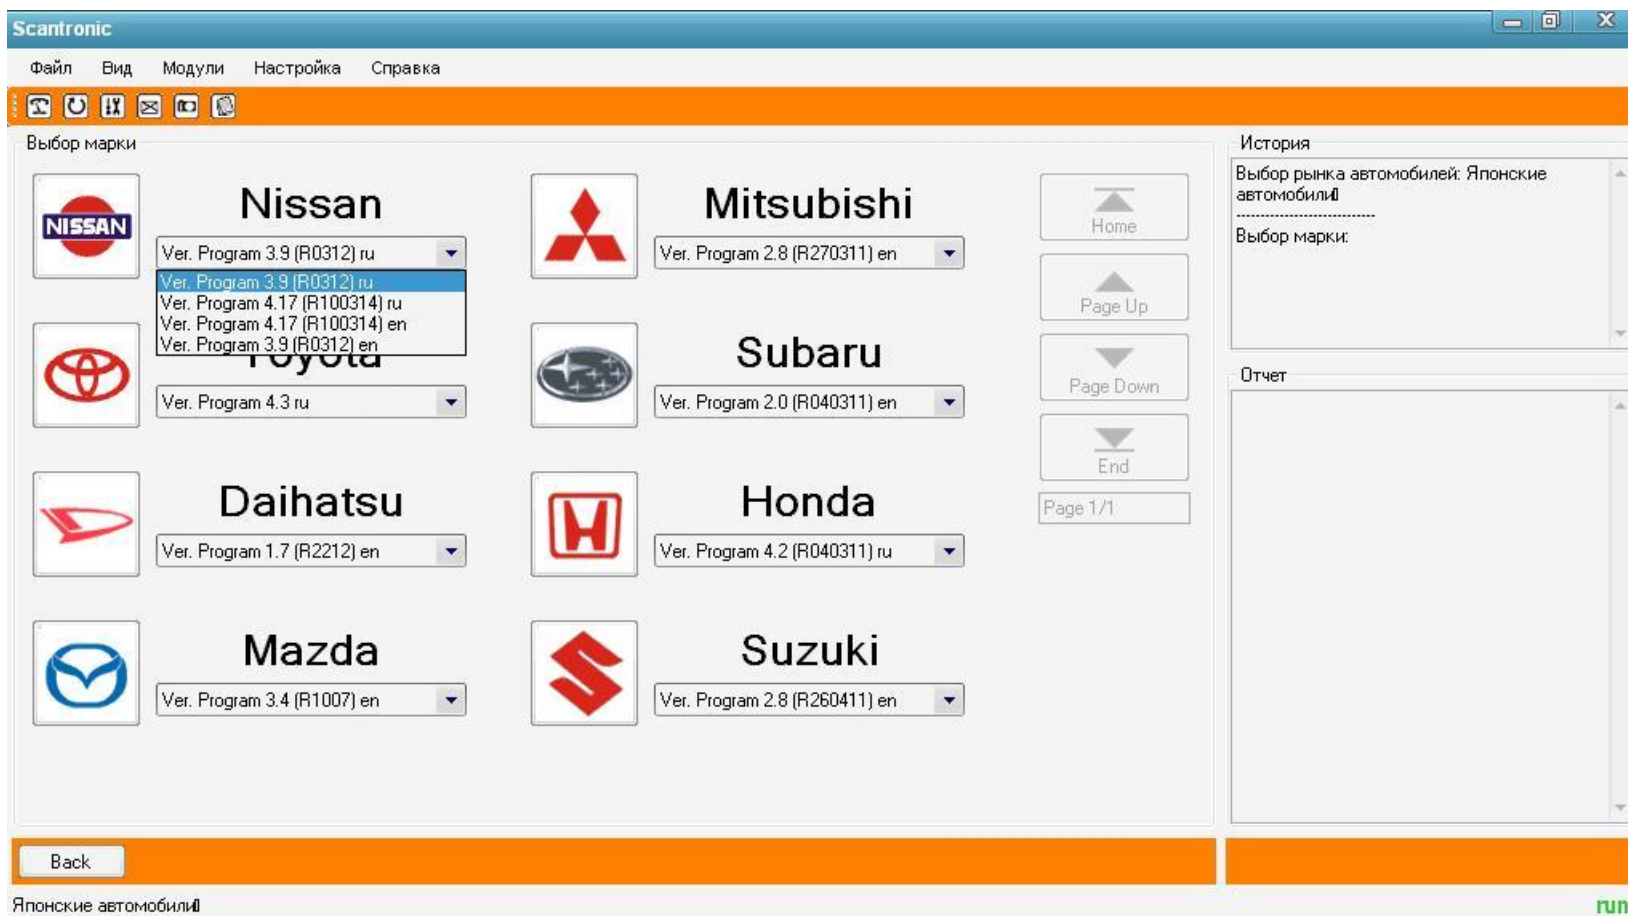 Scantronic
Файл Вид Модули Настройка Справка
Выбор марки
NISSAN
Nissan
Ver. Program 3.9 (R0312) ru
Ver. Program 3.9 (R0312) ru
Ver. Program 4.17 (R100314) ru
Ver. Program 4.17 (R100314) en
Ver. Program 3.9 (R0312) en
Mitsubishi
Ver. Program 2.8 (R270311) en
Toyota
Ver. Program 4.3 ru
Subaru
Ver. Program 2.0 (R040311) en
Daihatsu
Ver. Program 1.7 (R2212) en
Honda
Ver. Program 4.2 (R040311) ru
Mazda
Ver. Program 3.4 (R1007) en
Suzuki
Ver. Program 2.8 (R260411) en
Home
Page Up
Page Down
End
Page 1/1
История
Выбор рынка автомобилей: Японские
автомобили
---------------------------
Выбор марки:
Отчет
Back
Японские автомобили
run